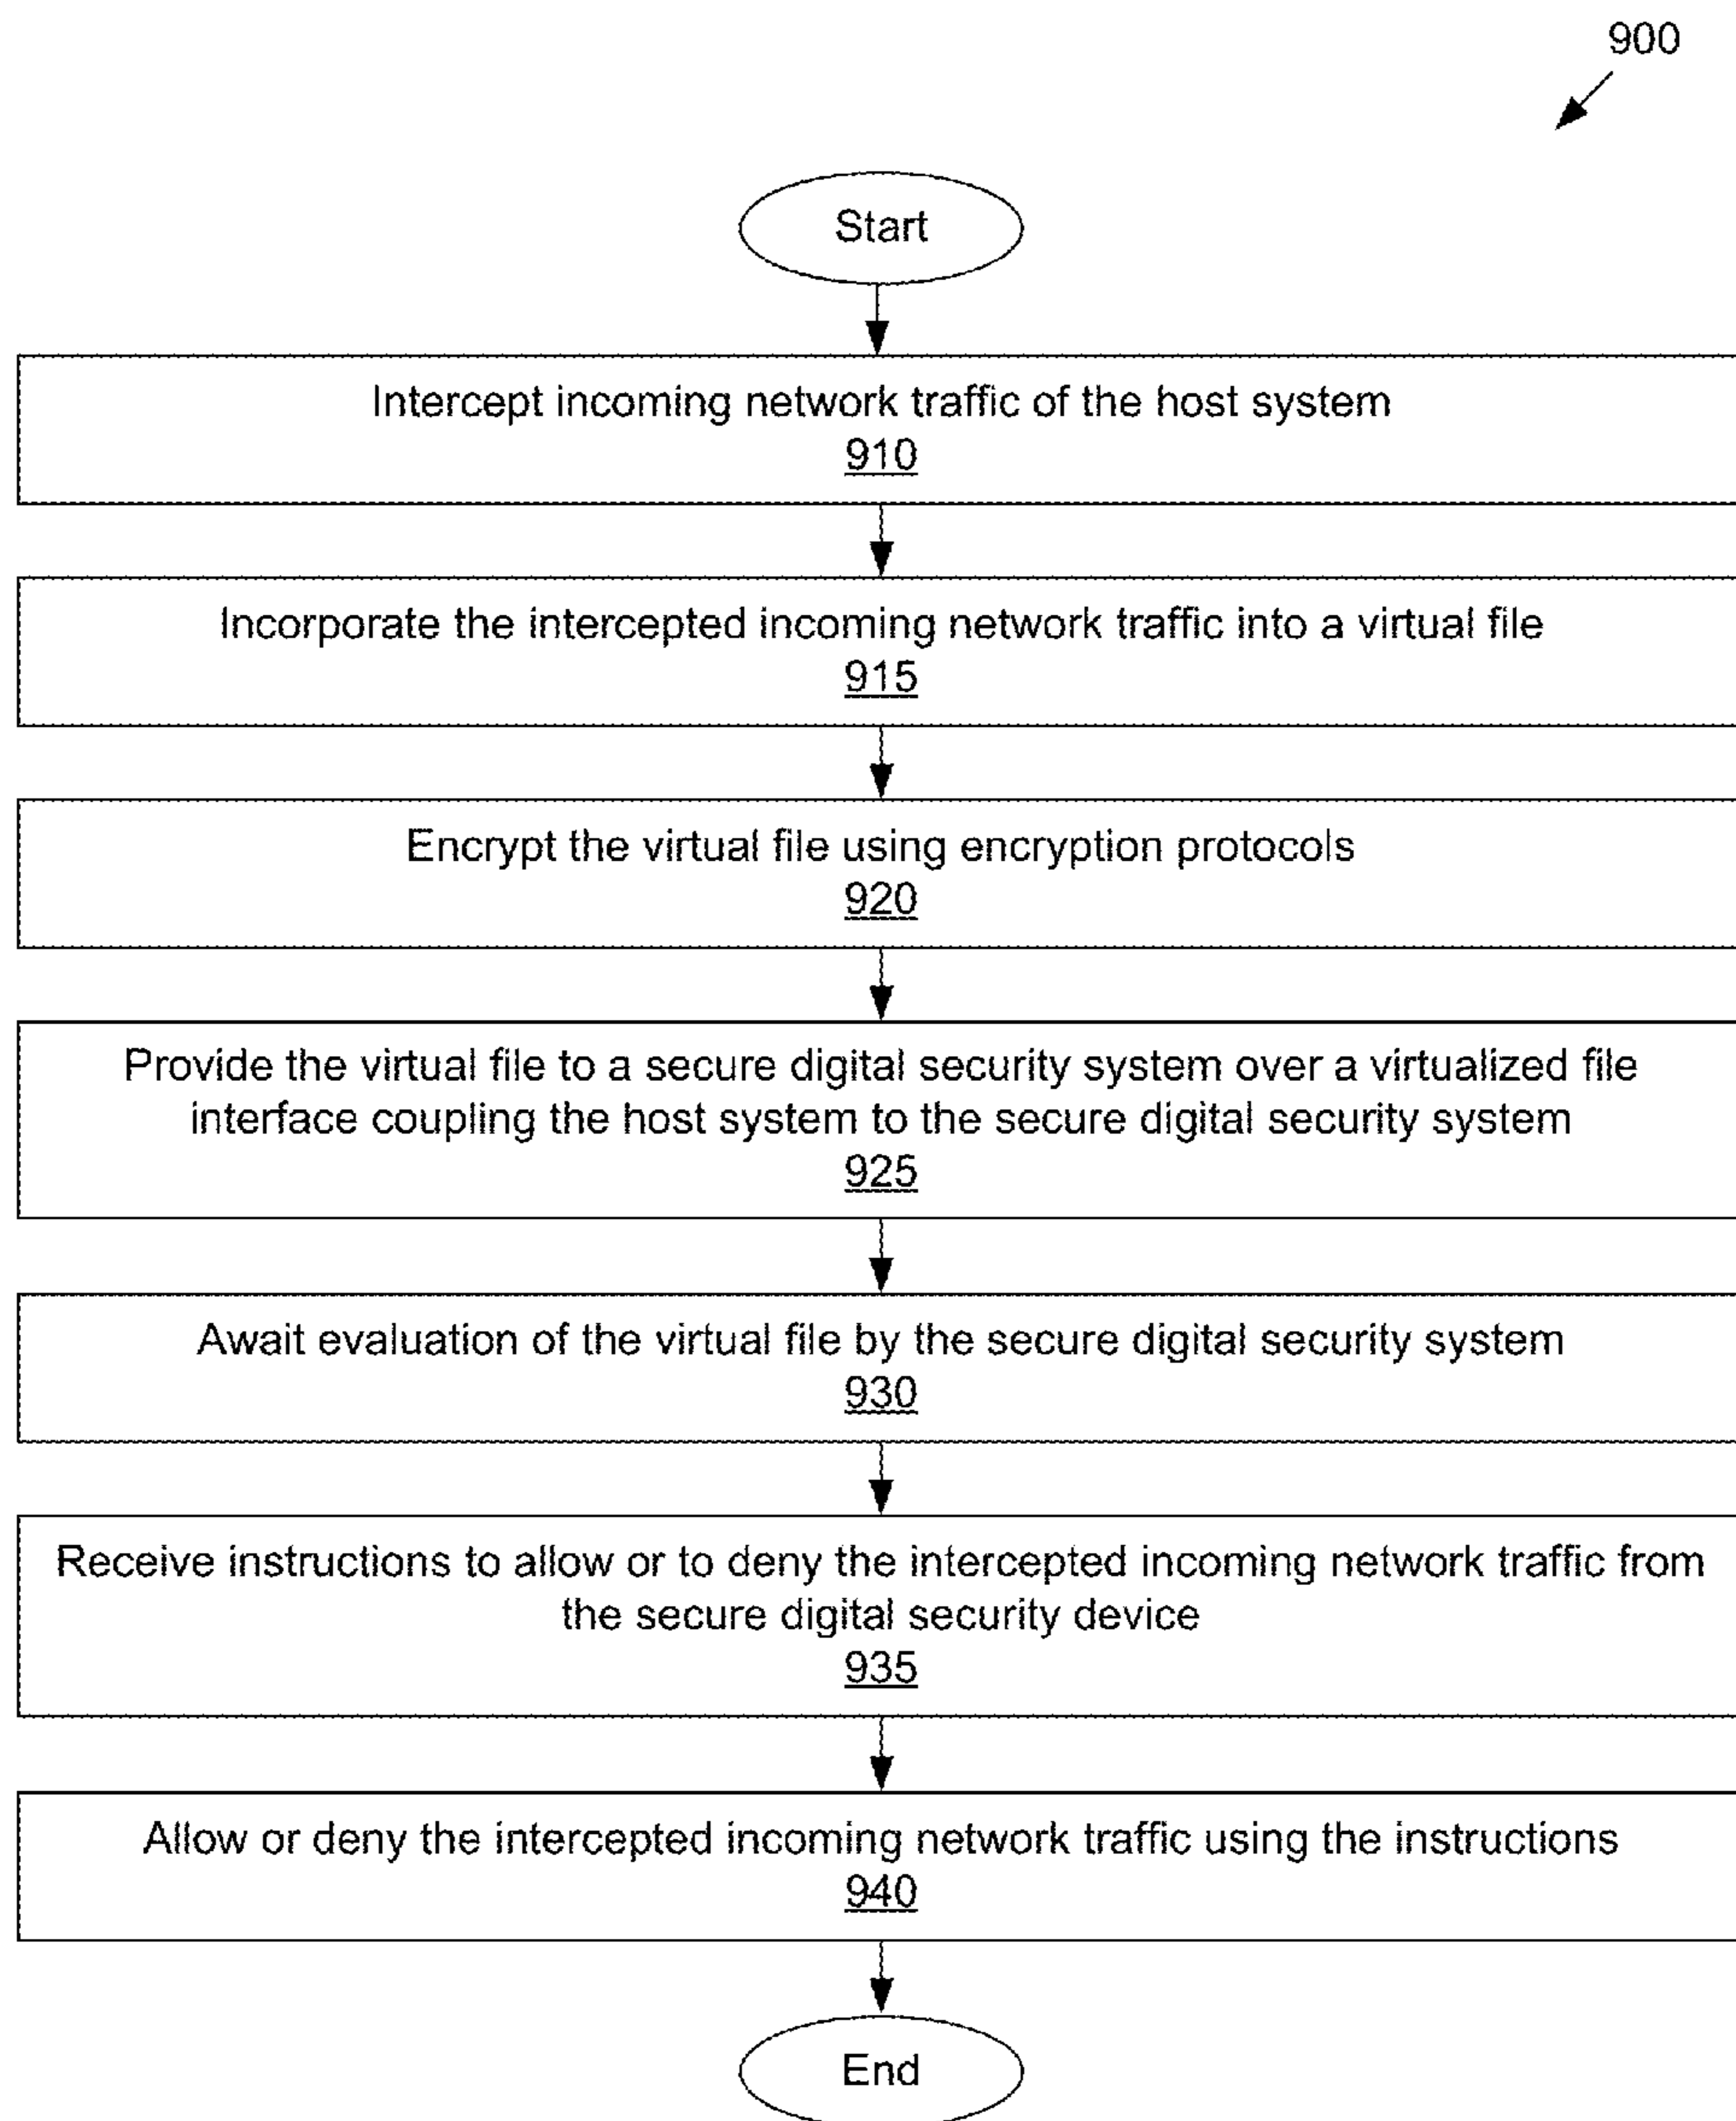 900
Start
Intercept incoming network traffic of the host system
910
Incorporate the intercepted incoming network traffic into a virtual file
915
Encrypt the virtual file using encryption protocols
920
Provide the virtual file to a secure digital security system over a virtualized file
interface coupling the host system to the secure digital security system
925
Await evaluation of the virtual file by the secure digital security system
930
Receive instructions to allow or to deny the intercepted incoming network traffic from
the secure digital security device
935
Allow or deny the intercepted incoming network traffic using the instructions
940
End